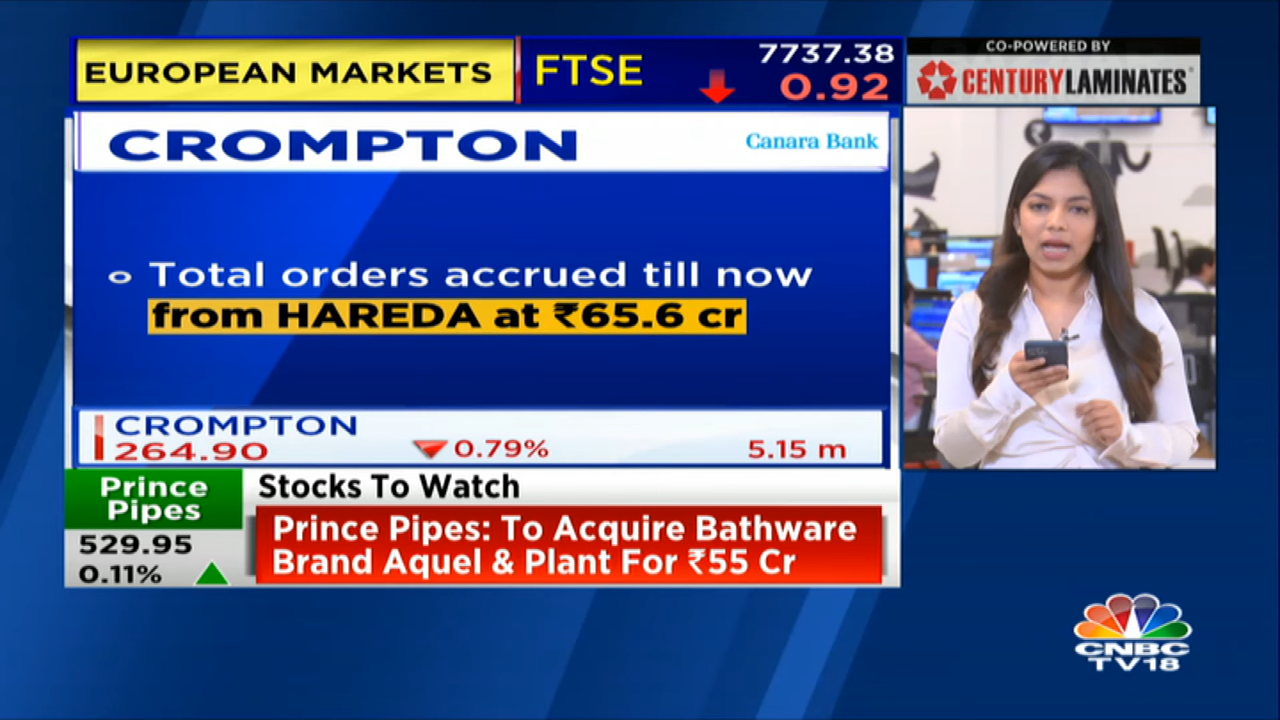 EUROPEAN MARKETS
FTSE
7737.38
0.92
CO-POWERED BY
CENTURYLAMINATES
CROMPTON
Canara Bank
Total orders accrued till now
from HAREDA at ₹65.6 cr
CROMPTON
264.90
0.79%
5.15 m
Prince
Pipes
529.95
0.11%
Stocks To Watch
Prince Pipes: To Acquire Bathware
Brand Aquel & Plant For ₹55 Cr
CNBC
TV18